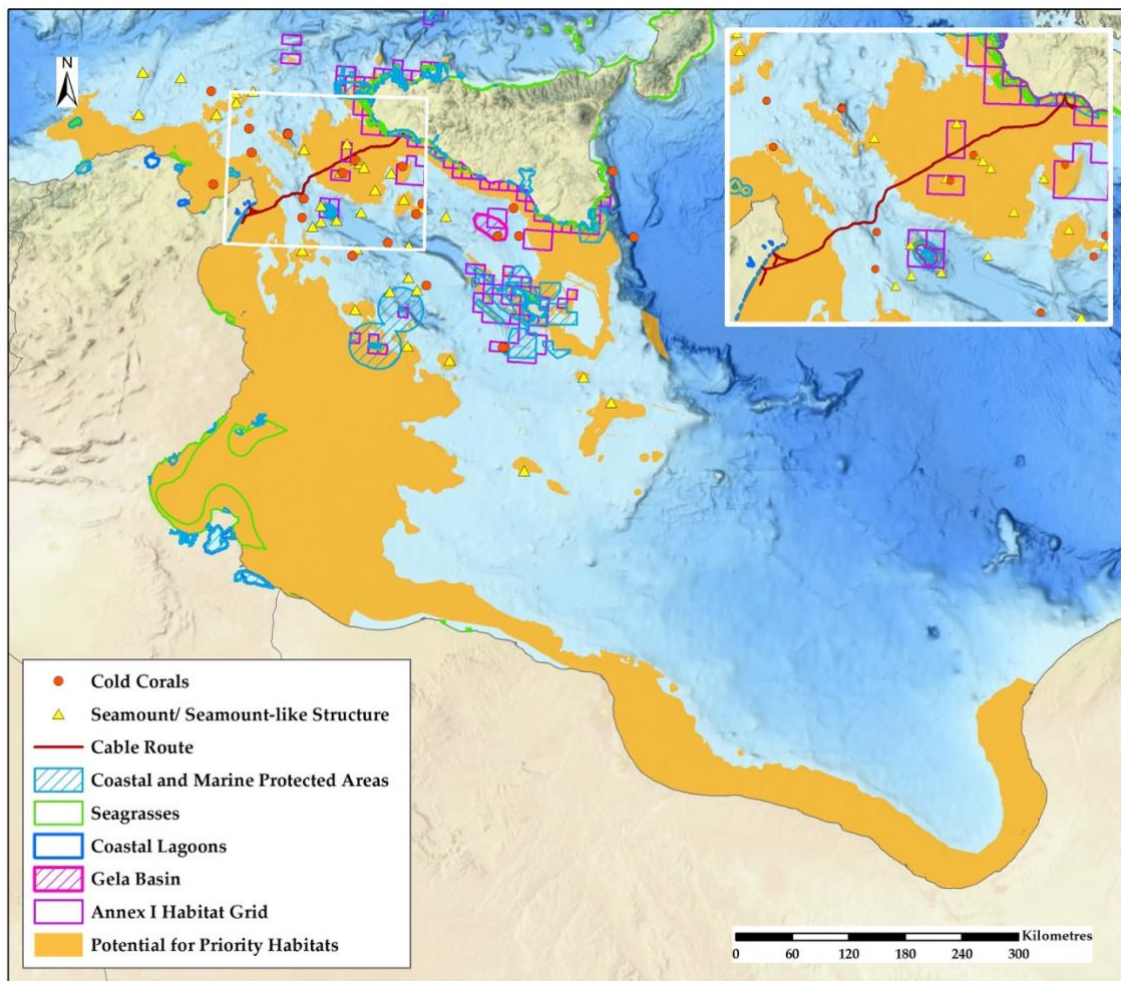 N
Cold Corals
Seamount/ Seamount-like Structure
Cable Route
Coastal and Marine Protected Areas
Seagrasses
Coastal Lagoons
Gela Basin
Annex I Habitat Grid
Potential for Priority Habitats
Kilometres
0 60 120 180 240 300